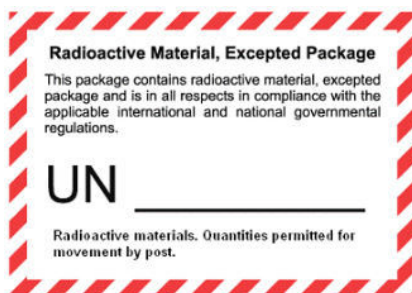 Radioactive Material, Excepted Package
This package contains radioactive material, excepted
package and is in all respects in compliance with the
applicable international and national governmental
regulations.
UN
Radioactive materials. Quantities permitted for
movement by post.